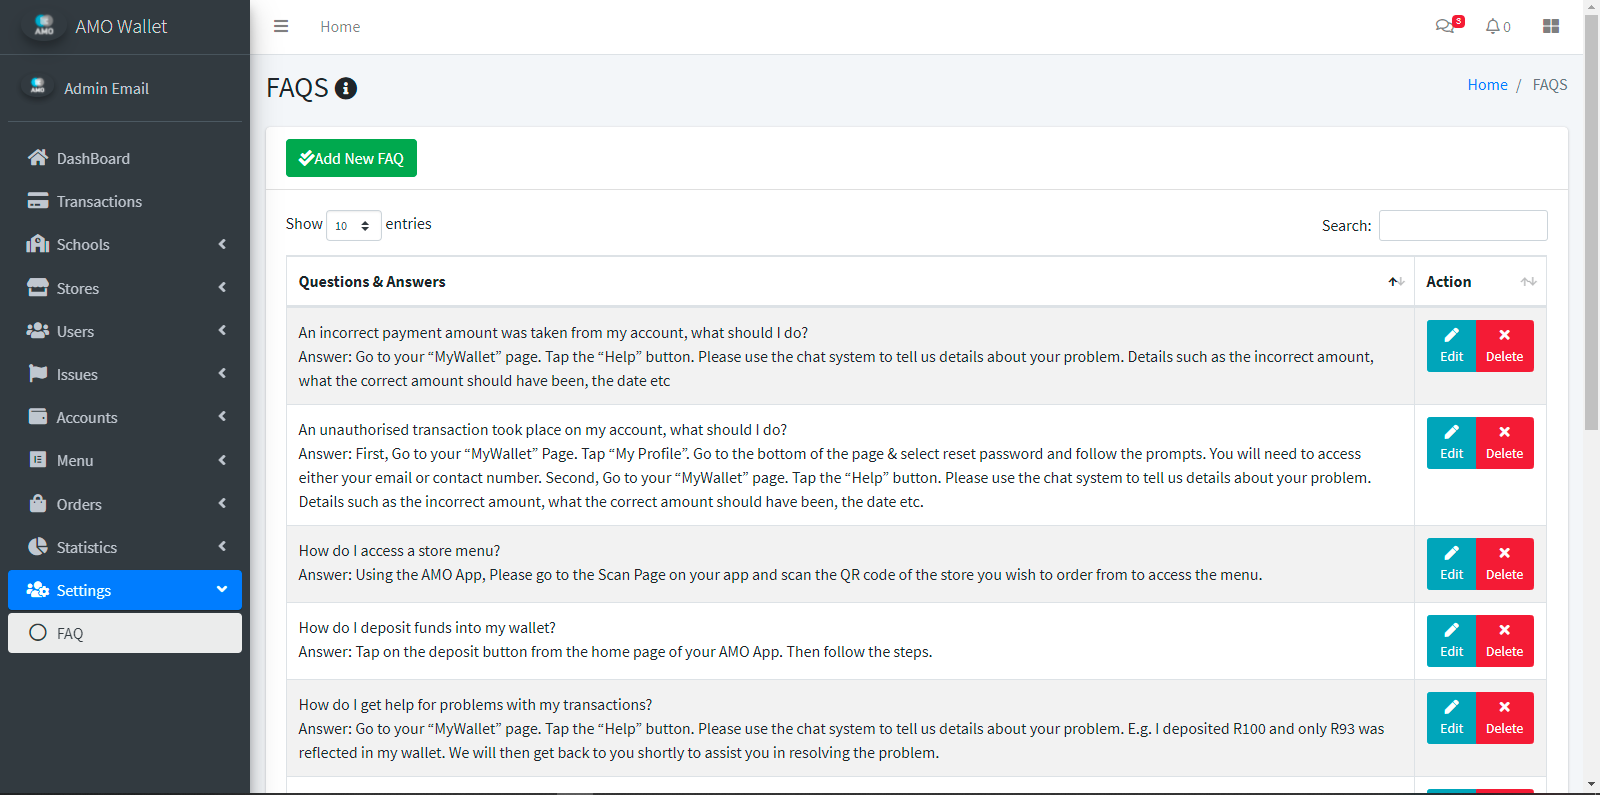 AMO
AMO Wallet
Home
3
0
AMO
Admin Email
FAQS
Home / FAQS
DashBoard
Transactions
Schools
Stores
Users
Issues
Accounts
Menu
Orders
Statistics
Settings
FAQ
Add New FAQ
Show 10 entries
Search:
Questions & Answers
Action
An incorrect payment amount was taken from my account, what should I do?
Answer: Go to your “MyWallet” page. Tap the “Help” button. Please use the chat system to tell us details about your problem. Details such as the incorrect amount,
what the correct amount should have been, the date etc
Edit
Delete
An unauthorised transaction took place on my account, what should I do?
Answer: First, Go to your “MyWallet” Page. Tap “My Profile”. Go to the bottom of the page & select reset password and follow the prompts. You will need to access
either your email or contact number. Second, Go to your “MyWallet” page. Tap the “Help” button. Please use the chat system to tell us details about your problem.
Details such as the incorrect amount, what the correct amount should have been, the date etc.
Edit
Delete
How do I access a store menu?
Answer: Using the AMO App, Please go to the Scan Page on your app and scan the QR code of the store you wish to order from to access the menu.
Edit
Delete
How do I deposit funds into my wallet?
Answer: Tap on the deposit button from the home page of your AMO App. Then follow the steps.
Edit
Delete
How do I get help for problems with my transactions?
Answer: Go to your “MyWallet” page. Tap the “Help” button. Please use the chat system to tell us details about your problem. E.g. I deposited R100 and only R93 was
reflected in my wallet. We will then get back to you shortly to assist you in resolving the problem.
Edit
Delete